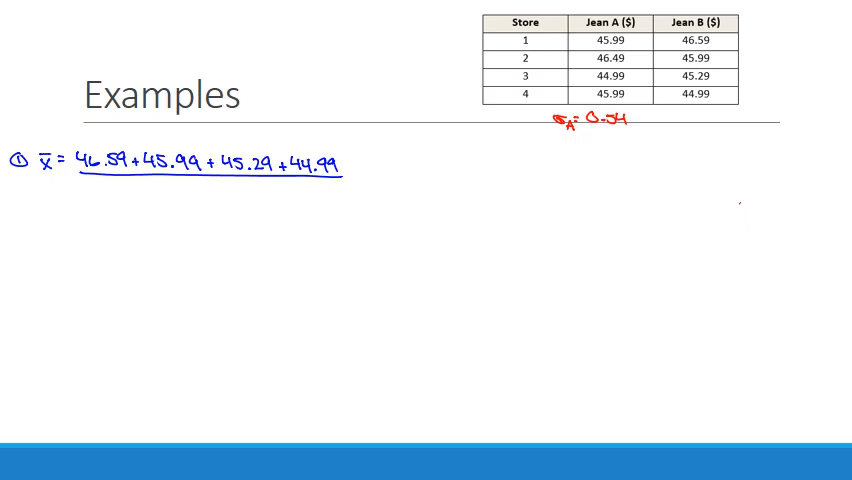 Store Jean A ($) Jean B ($)
1 45.99 46.59
2 46.49 45.99
3 44.99 45.29
4 45.99 44.99
Examples
σA = 0.54
① x̄ = 46.59 + 45.99 + 45.29 + 44.99